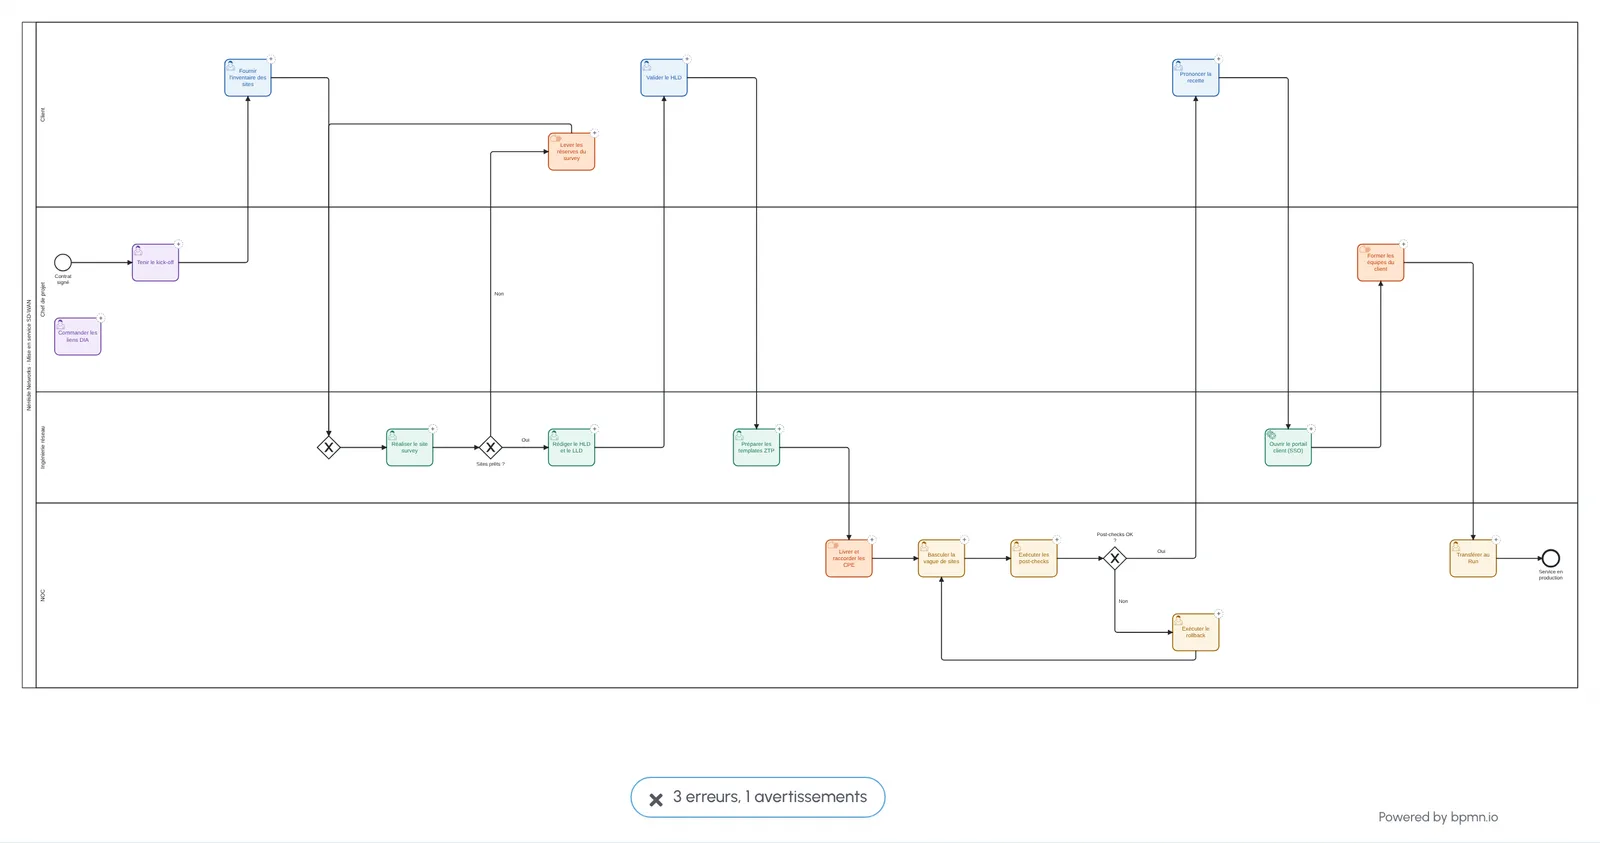 Nereide Networks - Mise en service SD-WAN
Client
Fournir
l'inventaire des
sites
Valider le HLD
Prononcer la
recette
Lever les
réserves du
survey
Chef de projet
Contrat
signé
Tenir le kick-off
Former les
équipes du
client
Non
Commander les
liens DIA
Ingénierie réseau
Réaliser le site
survey
Sites prêts ?
Oui
Rédiger le HLD
et le LLD
Préparer les
templates ZTP
Ouvrir le portail
client (SSO)
NOC
Livrer et
raccorder les
CPE
Basculer la
vague de sites
Exécuter les
post-checks
Post-checks OK
?
Oui
Non
Exécuter le
rollback
Transférer au
Run
Service en
production
3 erreurs, 1 avertissements
Powered by bpmn.io